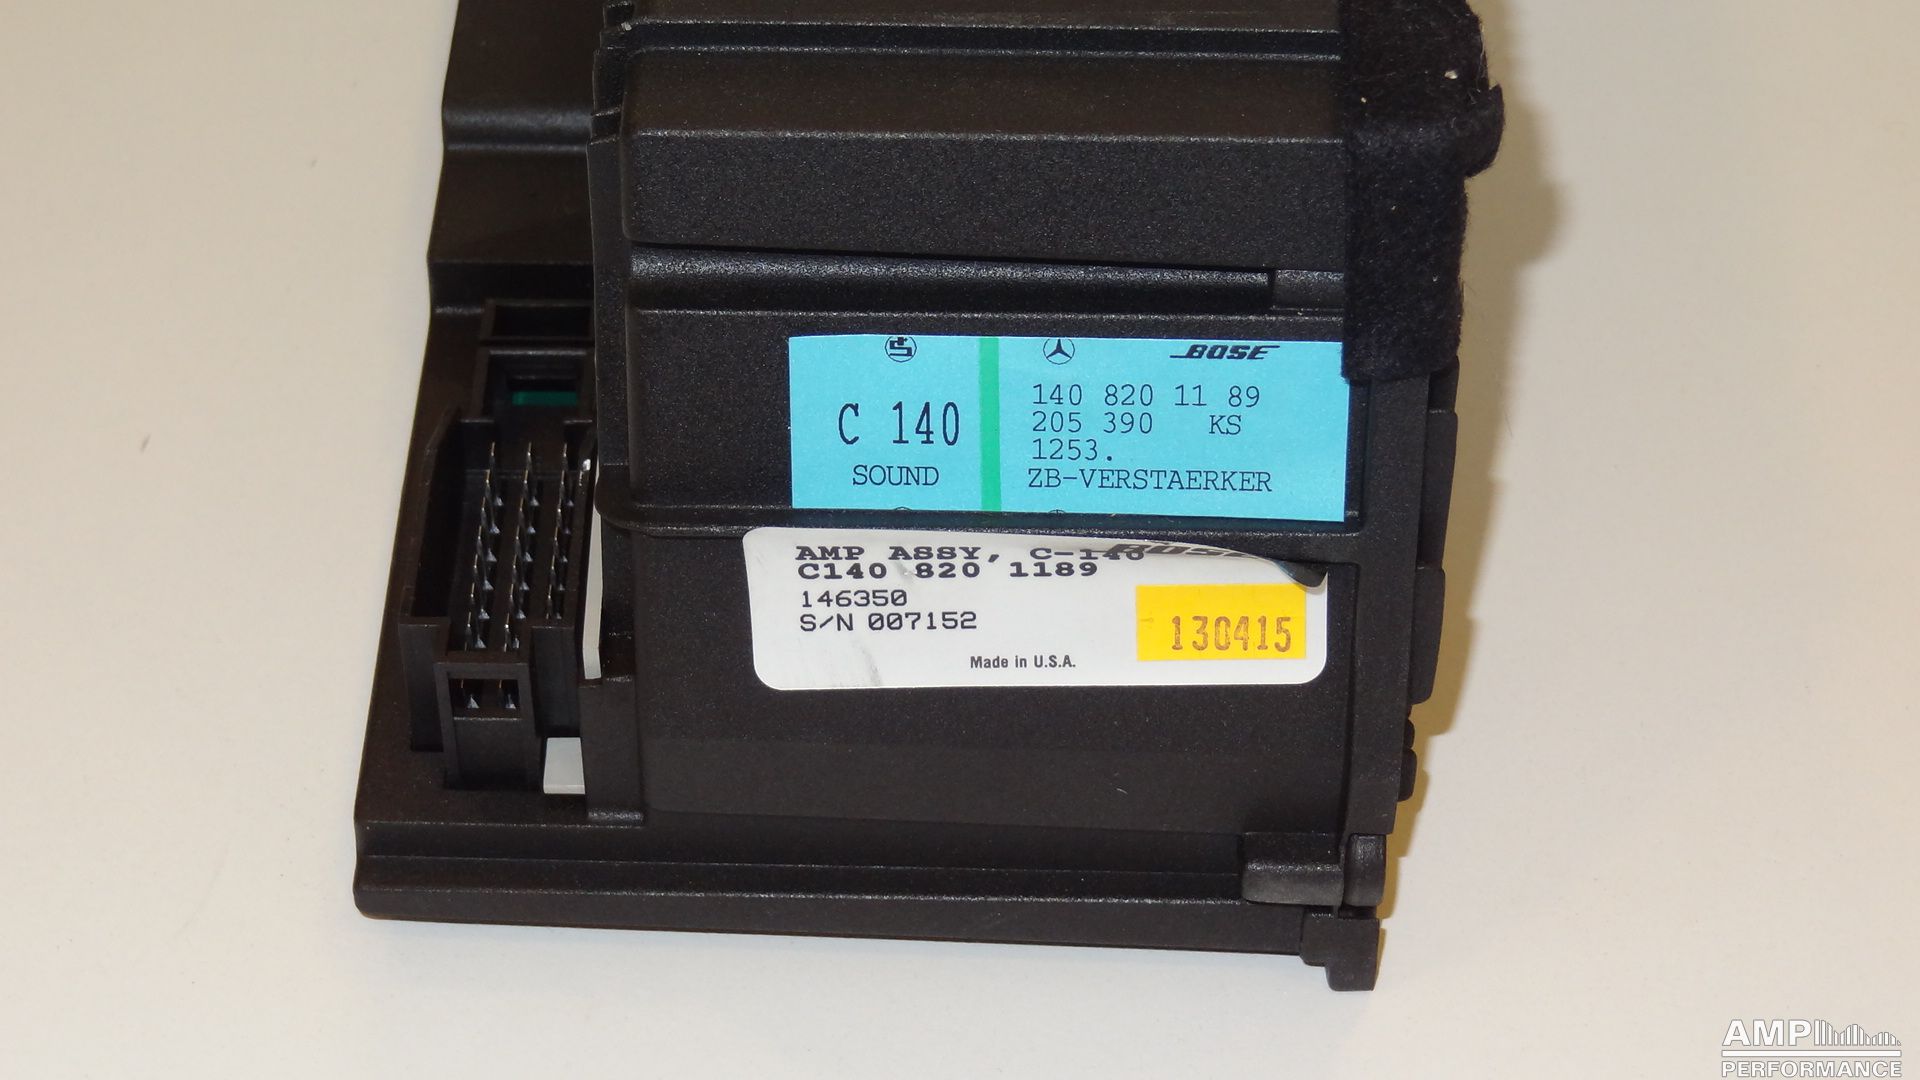 BOSE
C 140
SOUND
140 820 11 89
205 390 KS
1253.
ZB-VERSTAERKER
AMP ASSY, C-140
BOSE
C140 820 1189
146350
S/N 007152
130415
Made in U.S.A.
AMP
PERFORMANCE